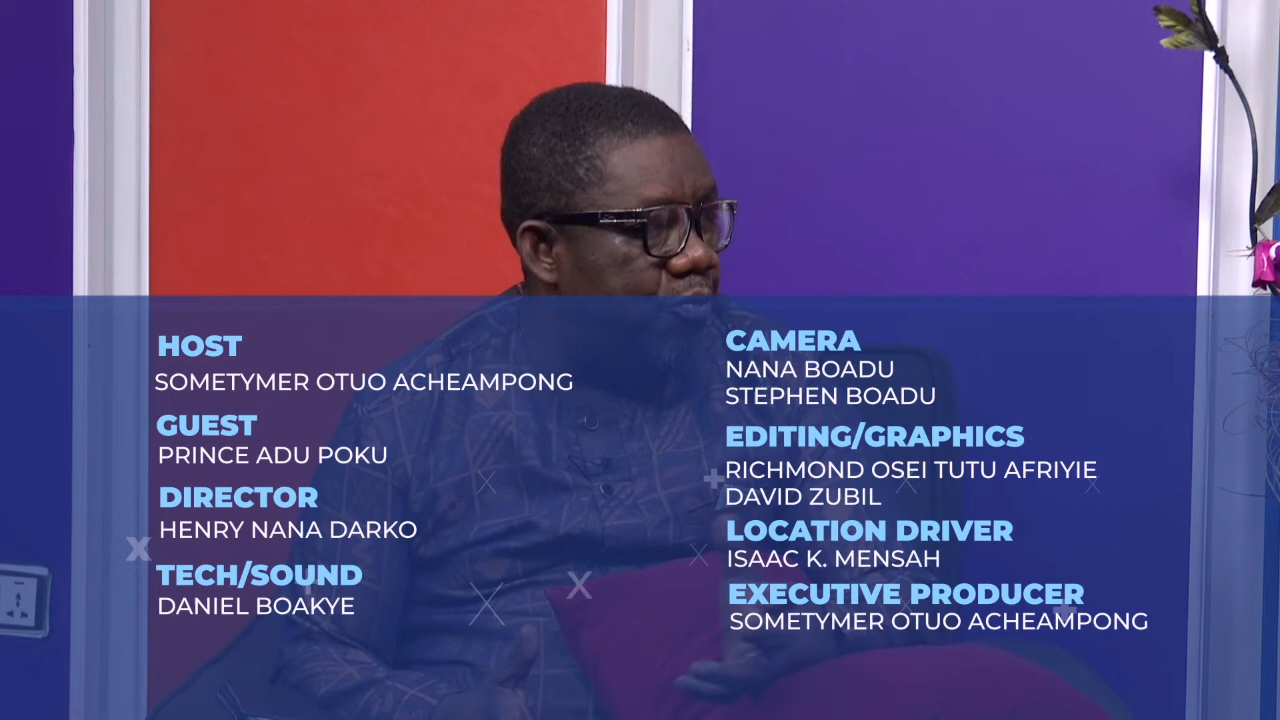 HOST
SOMETYMER OTUO ACHEAMPONG
GUEST
PRINCE ADU POKU
DIRECTOR
HENRY NANA DARKO
TECH/SOUND
DANIEL BOAKYE
CAMERA
NANA BOADU
STEPHEN BOADU
EDITING/GRAPHICS
RICHMOND OSEI TUTU AFRIYIE
DAVID ZUBIL
LOCATION DRIVER
ISAAC K. MENSAH
EXECUTIVE PRODUCER
SOMETYMER OTUO ACHEAMPONG